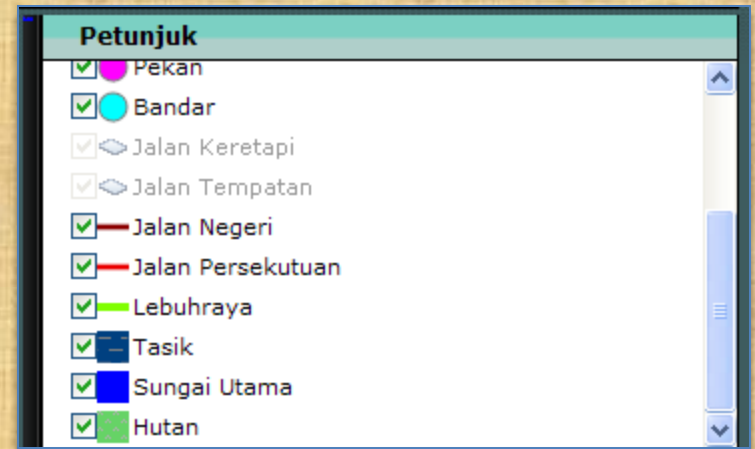 Petunjuk
Pekan
Bandar
Jalan Keretapi
Jalan Tempatan
Jalan Negeri
Jalan Persekutuan
Lebuhraya
Tasik
Sungai Utama
Hutan